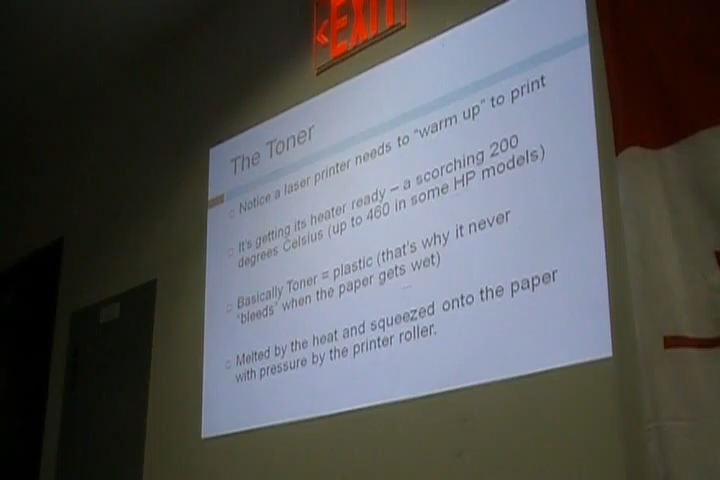 <EXIT
The Toner
Notice a laser printer needs to “warm up” to print
It's getting its heater ready – a scorching 200
degrees Celsius (up to 460 in some HP models)
Basically Toner = plastic (that's why it never
“bleeds” when the paper gets wet)
Melted by the heat and squeezed onto the paper
with pressure by the printer roller.